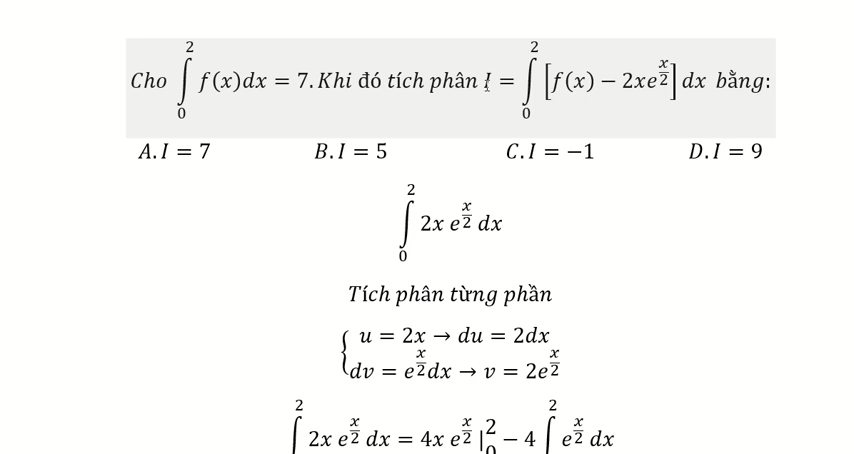 Cho ∫₀² f(x)dx = 7. Khi đó tích phân I = ∫₀² [f(x) − 2xe^(x/2)] dx bằng:
A. I = 7 B. I = 5 C. I = −1 D. I = 9
∫₀² 2x e^(x/2) dx
Tích phân từng phần
{ u = 2x → du = 2dx
dv = e^(x/2)dx → v = 2e^(x/2)
∫₀² 2x e^(x/2) dx = 4x e^(x/2) |₀² − 4 ∫² e^(x/2) dx